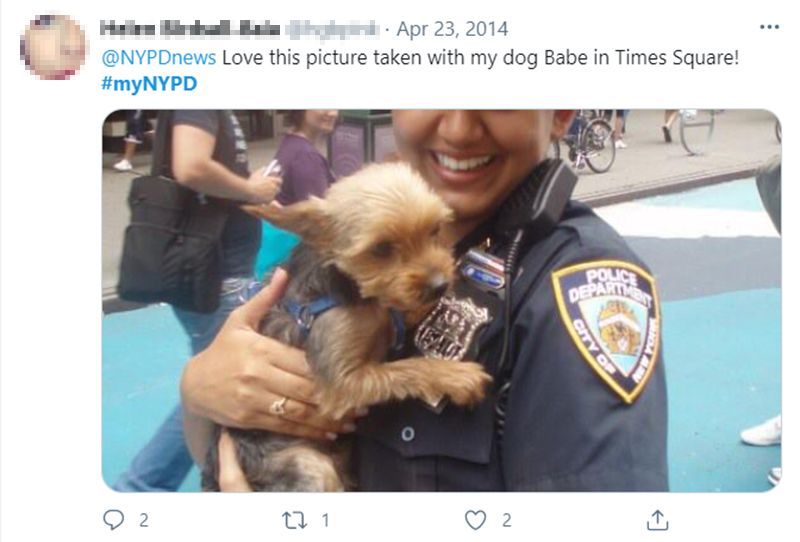 Apr 23, 2014
@NYPDnews Love this picture taken with my dog Babe in Times Square!
#myNYPD
POLICE
DEPARTMENT
CITY OF NEW YORK
2 1 2